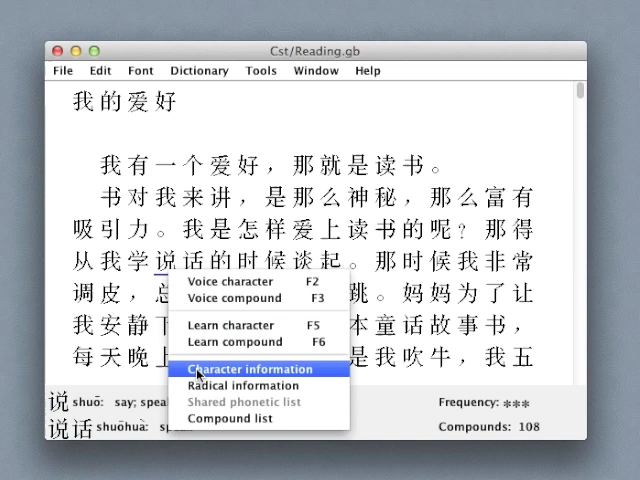 Cst/Reading.gb
File Edit Font Dictionary Tools Window Help
我的爱好
我有一个爱好，那就是读书。
书对我来讲，是那么神秘，那么富有
吸引力。我是怎样爱上读书的呢？那得
从我学说话的时候谈起。那时候我非常
调皮，总 跳。妈妈为了让
我安静下 本童话故事书，
每天晚上 是我吹牛，我五
Voice character F2
Voice compound F3
Learn character F5
Learn compound F6
Character information
Radical information
Shared phonetic list
Compound list
说 shuō: say; speak Frequency: ***
说话 shuōhuà: speak Compounds: 108